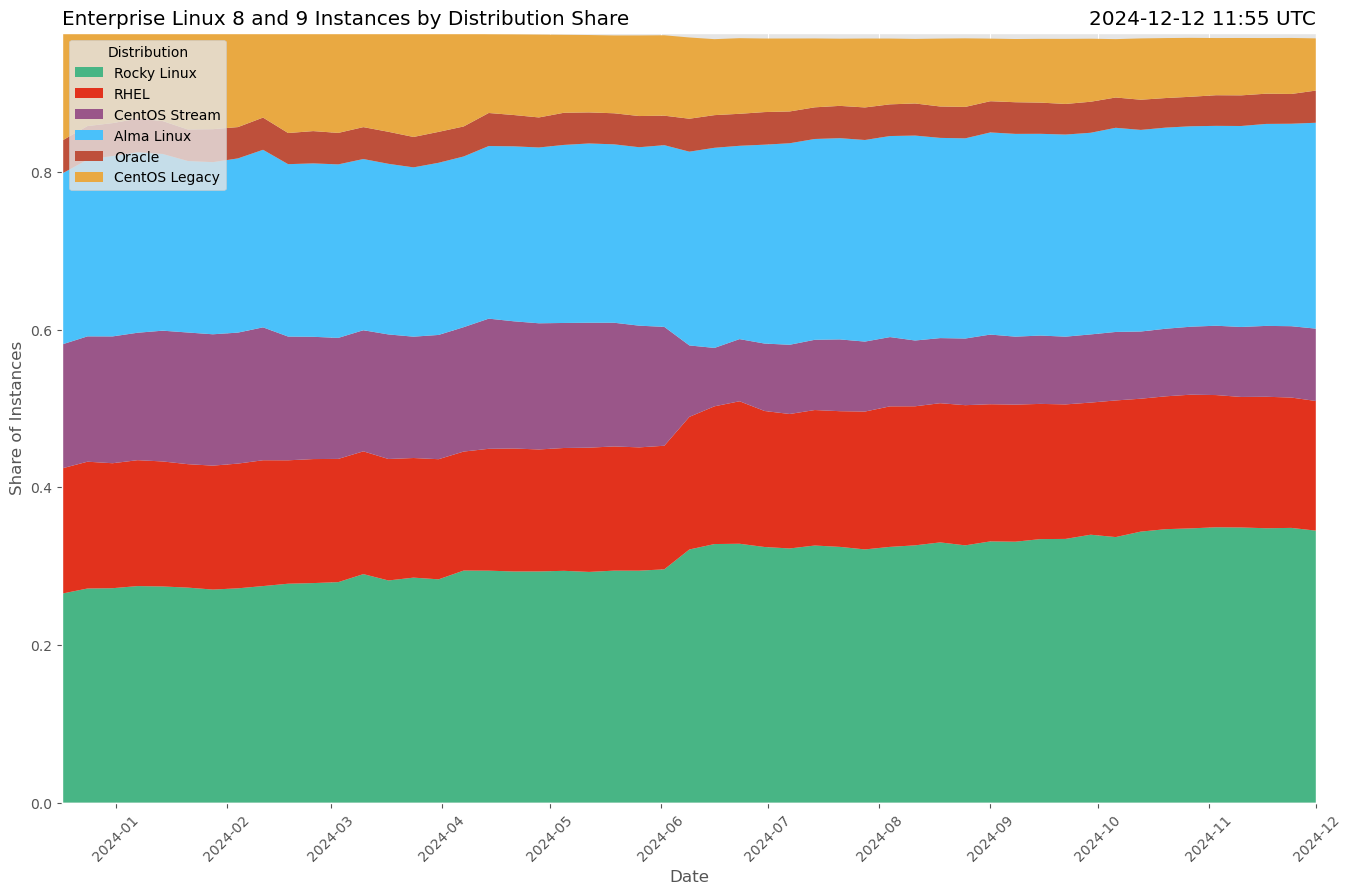 Enterprise Linux 8 and 9 Instances by Distribution Share
2024-12-12 11:55 UTC
Distribution
Rocky Linux
RHEL
CentOS Stream
Alma Linux
Oracle
CentOS Legacy
Share of Instances
0.8
0.6
0.4
0.2
0.0
2024-01
2024-02
2024-03
2024-04
2024-05
2024-06
2024-07
2024-08
2024-09
2024-10
2024-11
2024-12
Date